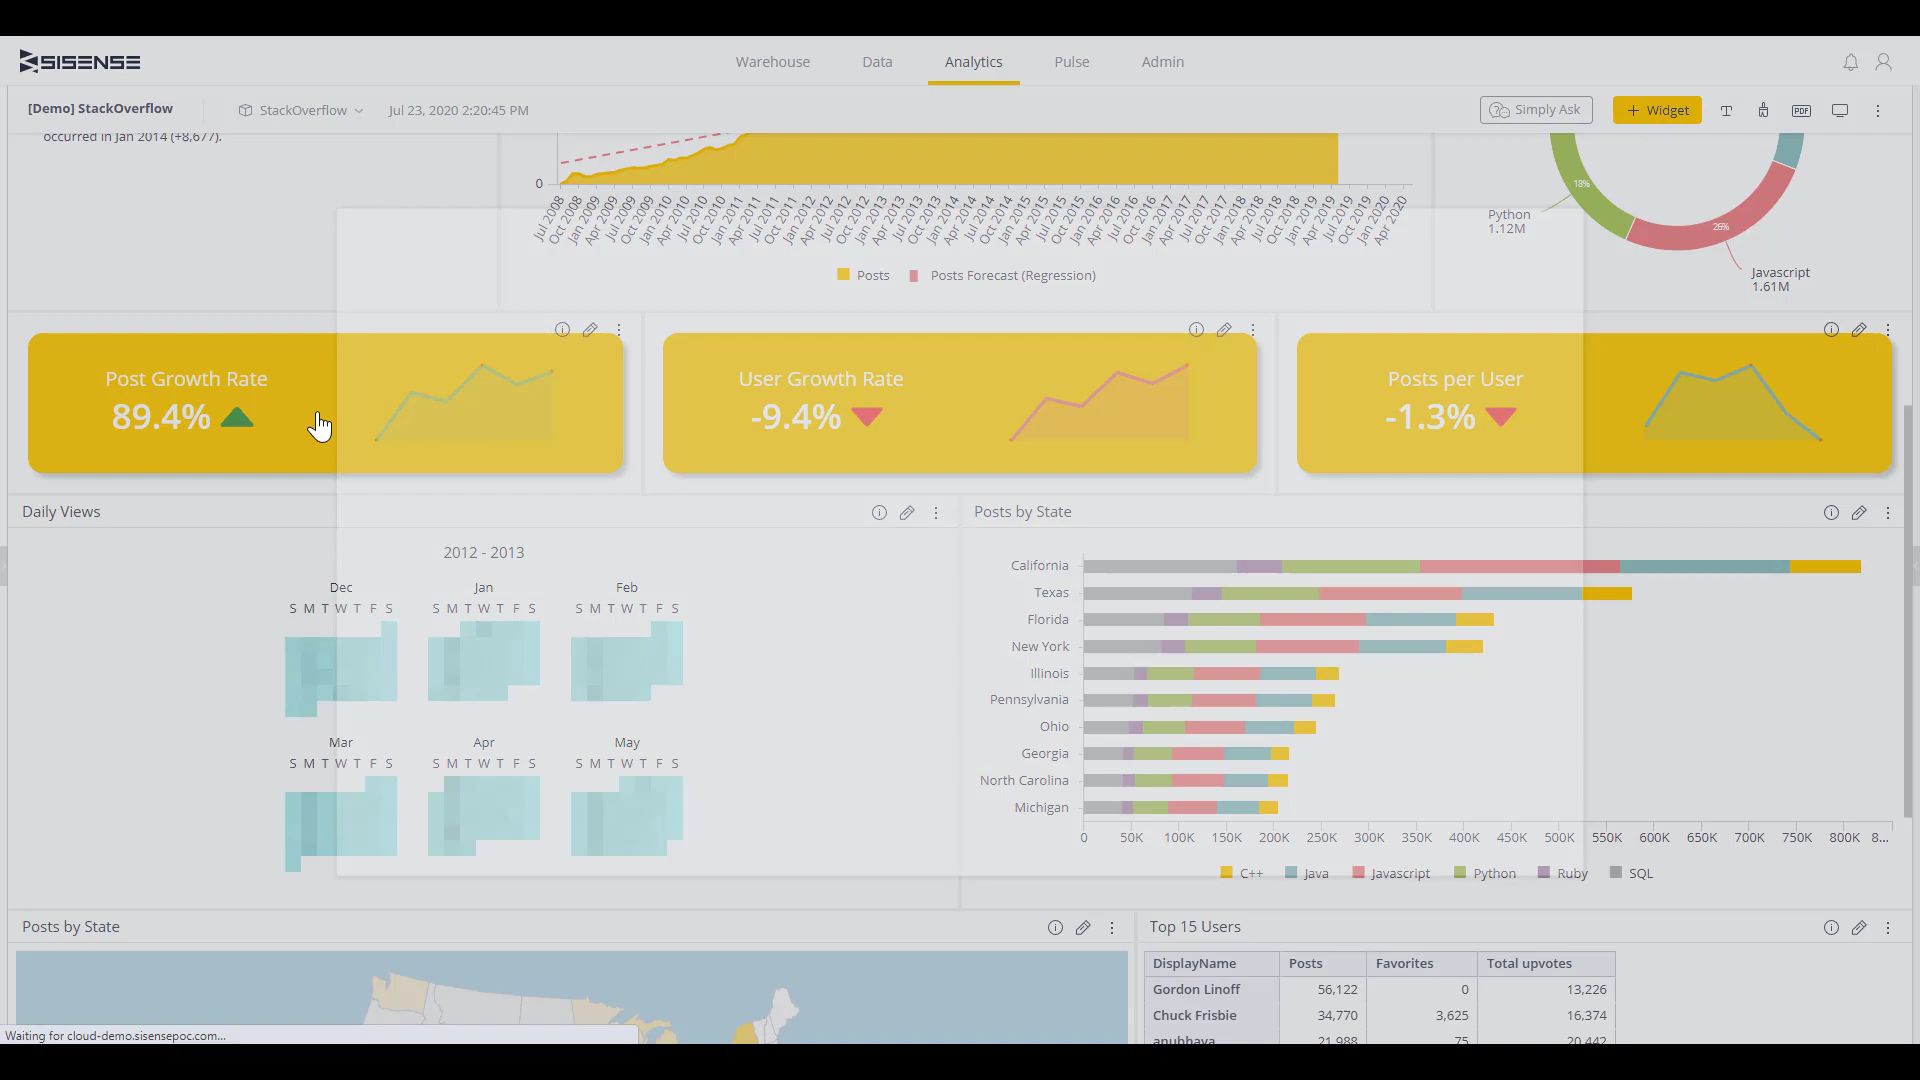 SISENSE
Warehouse Data Analytics Pulse Admin
[Demo] StackOverflow StackOverflow Jul 23, 2020 2:20:45 PM Simply Ask + Widget PDF
occurred in Jan 2014 (+8,677).
0
Jul 2008 Oct 2008 Jan 2009 Apr 2009 Jul 2009 Oct 2009 Jan 2010 Apr 2010 Jul 2010 Oct 2010 Jan 2011 Apr 2011 Jul 2011 Oct 2011 Jan 2012 Apr 2012 Jul 2012 Oct 2012 Jan 2013 Apr 2013 Jul 2013 Oct 2013 Jan 2014 Apr 2014 Jul 2014 Oct 2014 Jan 2015 Apr 2015 Jul 2015 Oct 2015 Jan 2016 Apr 2016 Jul 2016 Oct 2016 Jan 2017 Apr 2017 Jul 2017 Oct 2017 Jan 2018 Apr 2018 Jul 2018 Oct 2018 Jan 2019 Apr 2019 Jul 2019 Oct 2019 Jan 2020 Apr 2020
Posts Posts Forecast (Regression)
18%
26%
Python
1.12M
Javascript
1.61M
Post Growth Rate
89.4%
User Growth Rate
-9.4%
Posts per User
-1.3%
Daily Views
2012 - 2013
Dec Jan Feb
S M T W T F S S M T W T F S S M T W T F S
Mar Apr May
S M T W T F S S M T W T F S S M T W T F S
Posts by State
California
Texas
Florida
New York
Illinois
Pennsylvania
Ohio
Georgia
North Carolina
Michigan
0 50K 100K 150K 200K 250K 300K 350K 400K 450K 500K 550K 600K 650K 700K 750K 800K 8...
C++ Java Javascript Python Ruby SQL
Posts by State
Top 15 Users
DisplayName Posts Favorites Total upvotes
Gordon Linoff 56,122 0 13,226
Chuck Frisbie 34,770 3,625 16,374
anubhava 21,988 75 20,442
Waiting for cloud-demo.sisensepoc.com...